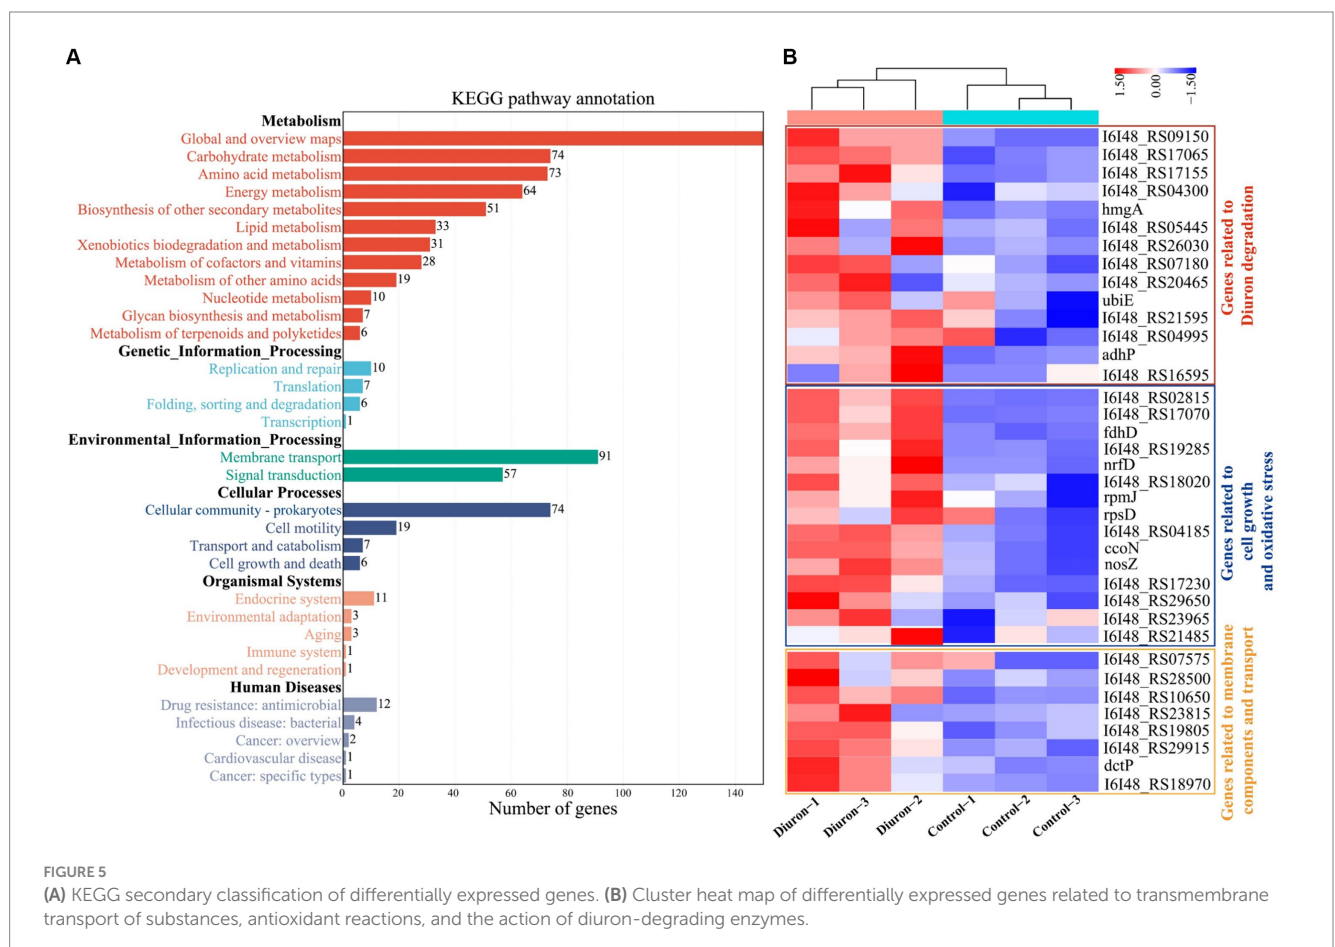 A
KEGG pathway annotation
Metabolism
Global and overview maps
Carbohydrate metabolism 74
Amino acid metabolism 73
Energy metabolism 64
Biosynthesis of other secondary metabolites 51
Lipid metabolism 33
Xenobiotics biodegradation and metabolism 31
Metabolism of cofactors and vitamins 28
Metabolism of other amino acids 19
Nucleotide metabolism 10
Glycan biosynthesis and metabolism 7
Metabolism of terpenoids and polyketides 6
Genetic_Information_Processing
Replication and repair 10
Translation 7
Folding, sorting and degradation 6
Transcription 1
Environmental_Information_Processing
Membrane transport 91
Signal transduction 57
Cellular Processes
Cellular community - prokaryotes 74
Cell motility 19
Transport and catabolism 7
Cell growth and death 6
Organismal Systems
Endocrine system 11
Environmental adaptation 3
Aging 3
Immune system 1
Development and regeneration 1
Human Diseases
Drug resistance: antimicrobial 12
Infectious disease: bacterial 4
Cancer: overview 2
Cardiovascular disease 1
Cancer: specific types 1
0 20 40 60 80 100 120 140
Number of genes
B
1.50 0.00 −1.50
I6I48_RS09150
I6I48_RS17065
I6I48_RS17155
I6I48_RS04300
hmgA
I6I48_RS05445
I6I48_RS26030
I6I48_RS07180
I6I48_RS20465
ubiE
I6I48_RS21595
I6I48_RS04995
adhP
I6I48_RS16595
Genes related to
Diuron degradation
I6I48_RS02815
I6I48_RS17070
fdhD
I6I48_RS19285
nrfD
I6I48_RS18020
rpmJ
rpsD
I6I48_RS04185
ccoN
nosZ
I6I48_RS17230
I6I48_RS29650
I6I48_RS23965
I6I48_RS21485
Genes related to
cell growth
and oxidative stress
I6I48_RS07575
I6I48_RS28500
I6I48_RS10650
I6I48_RS23815
I6I48_RS19805
I6I48_RS29915
dctP
I6I48_RS18970
Genes related to membrane
components and transport
Diuron−1 Diuron−3 Diuron−2 Control−1 Control−2 Control−3
FIGURE 5
(A) KEGG secondary classification of differentially expressed genes. (B) Cluster heat map of differentially expressed genes related to transmembrane
transport of substances, antioxidant reactions, and the action of diuron-degrading enzymes.